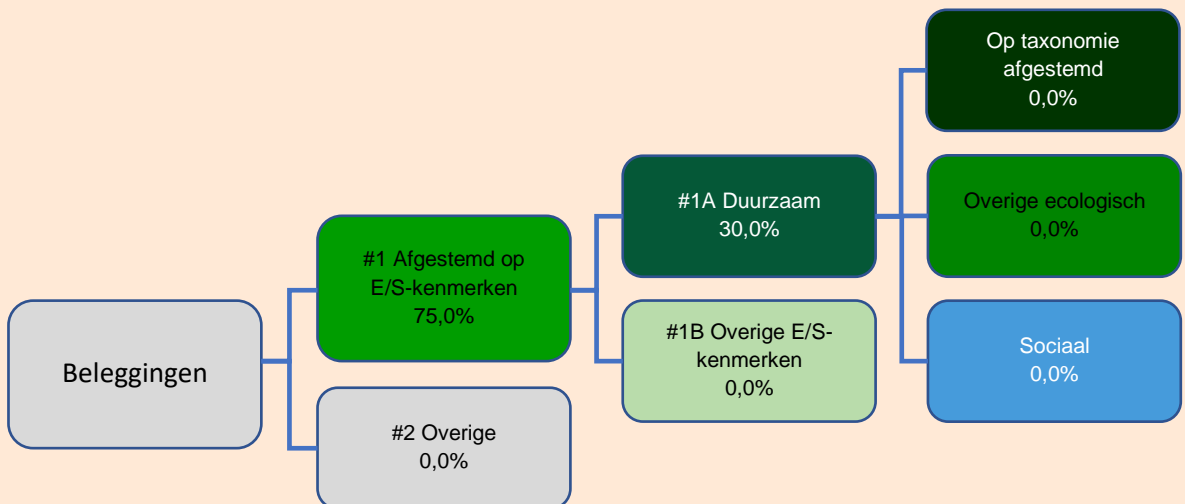 Beleggingen
#1 Afgestemd op
E/S-kenmerken
75,0%
#2 Overige
0,0%
#1A Duurzaam
30,0%
#1B Overige E/S-
kenmerken
0,0%
Op taxonomie
afgestemd
0,0%
Overige ecologisch
0,0%
Sociaal
0,0%